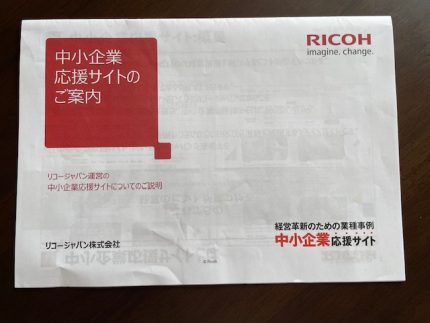 中小企業
応援サイトの
ご案内
RICOH
imagine. change.
リコージャパン運営の
中小企業応援サイトについてのご説明
リコージャパン株式会社
経営革新のための業種事例
中小企業応援サイト